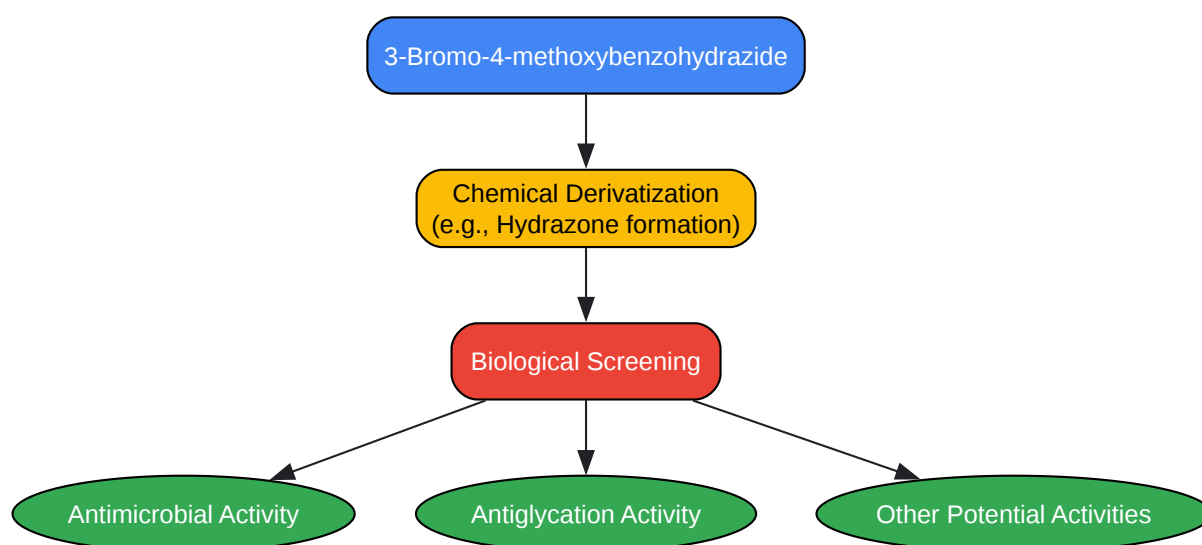 3-Bromo-4-methoxybenzohydrazide
Chemical Derivatization
(e.g., Hydrazone formation)
Biological Screening
Antimicrobial Activity
Antiglycation Activity
Other Potential Activities